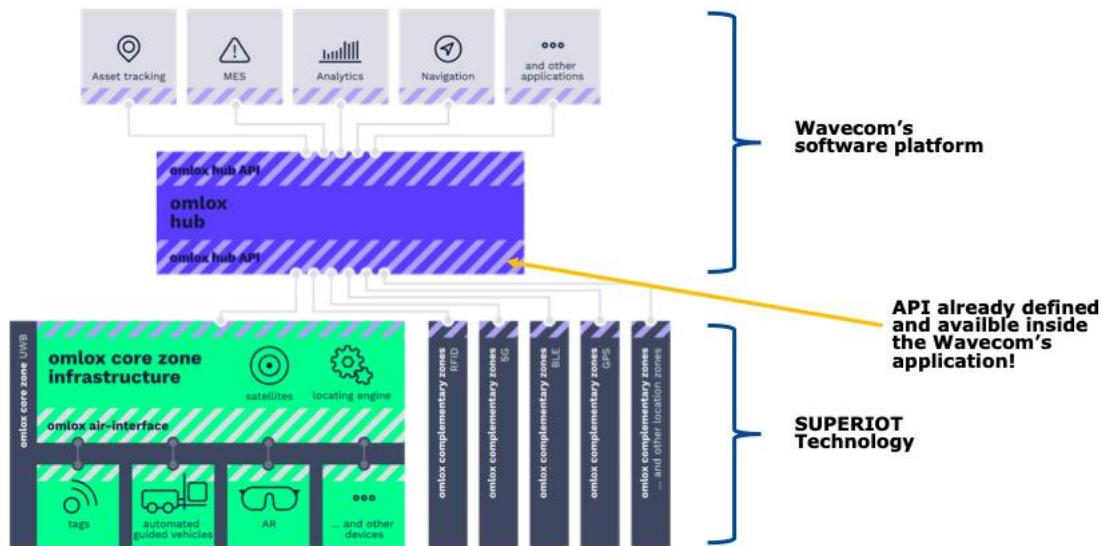 Asset tracking
MES
Analytics
Navigation
and other
applications
Wavecom's
software platform
omlox hub API
omlox
hub
omlox hub API
API already defined
and availble inside
the Wavecom's
application!
omlox core zone UWB
omlox core zone
infrastructure
satellites
locating engine
omlox air-interface
tags
automated
guided vehicles
AR
... and other
devices
omlox complementary zones
RFID
omlox complementary zones
5G
omlox complementary zones
BLE
omlox complementary zones
GPS
omlox complementary zones
... and other location zones
SUPERIOT
Technology